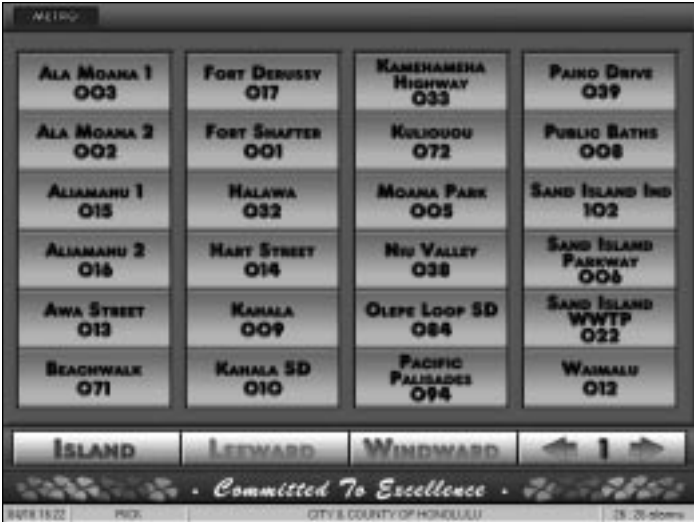 METRO
ALA MOANA 1
003
FORT DERUSSY
017
KAMEHAMEHA
HIGHWAY
033
PAIKO DRIVE
039
ALA MOANA 2
002
FORT SHAFTER
001
KULIOUOU
072
PUBLIC BATHS
008
ALIAMANU 1
015
HALAWA
032
MOANA PARK
005
SAND ISLAND IND
102
ALIAMANU 2
016
HART STREET
014
NIU VALLEY
038
SAND ISLAND
PARKWAY
006
AWA STREET
013
KAHALA
009
OLEPE LOOP SD
084
SAND ISLAND
WWTP
022
BEACHWALK
071
KAHALA SD
010
PACIFIC
PALISADES
094
WAIMALU
012
ISLAND
LEEWARD
WINDWARD
1
Committed To Excellence
CITY & COUNTY OF HONOLULU